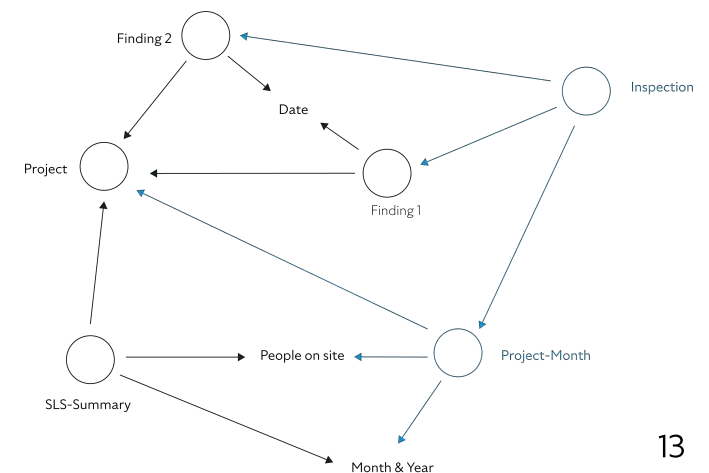 Finding 2
Inspection
Date
Project
Finding 1
People on site
Project-Month
SLS-Summary
13
Month & Year